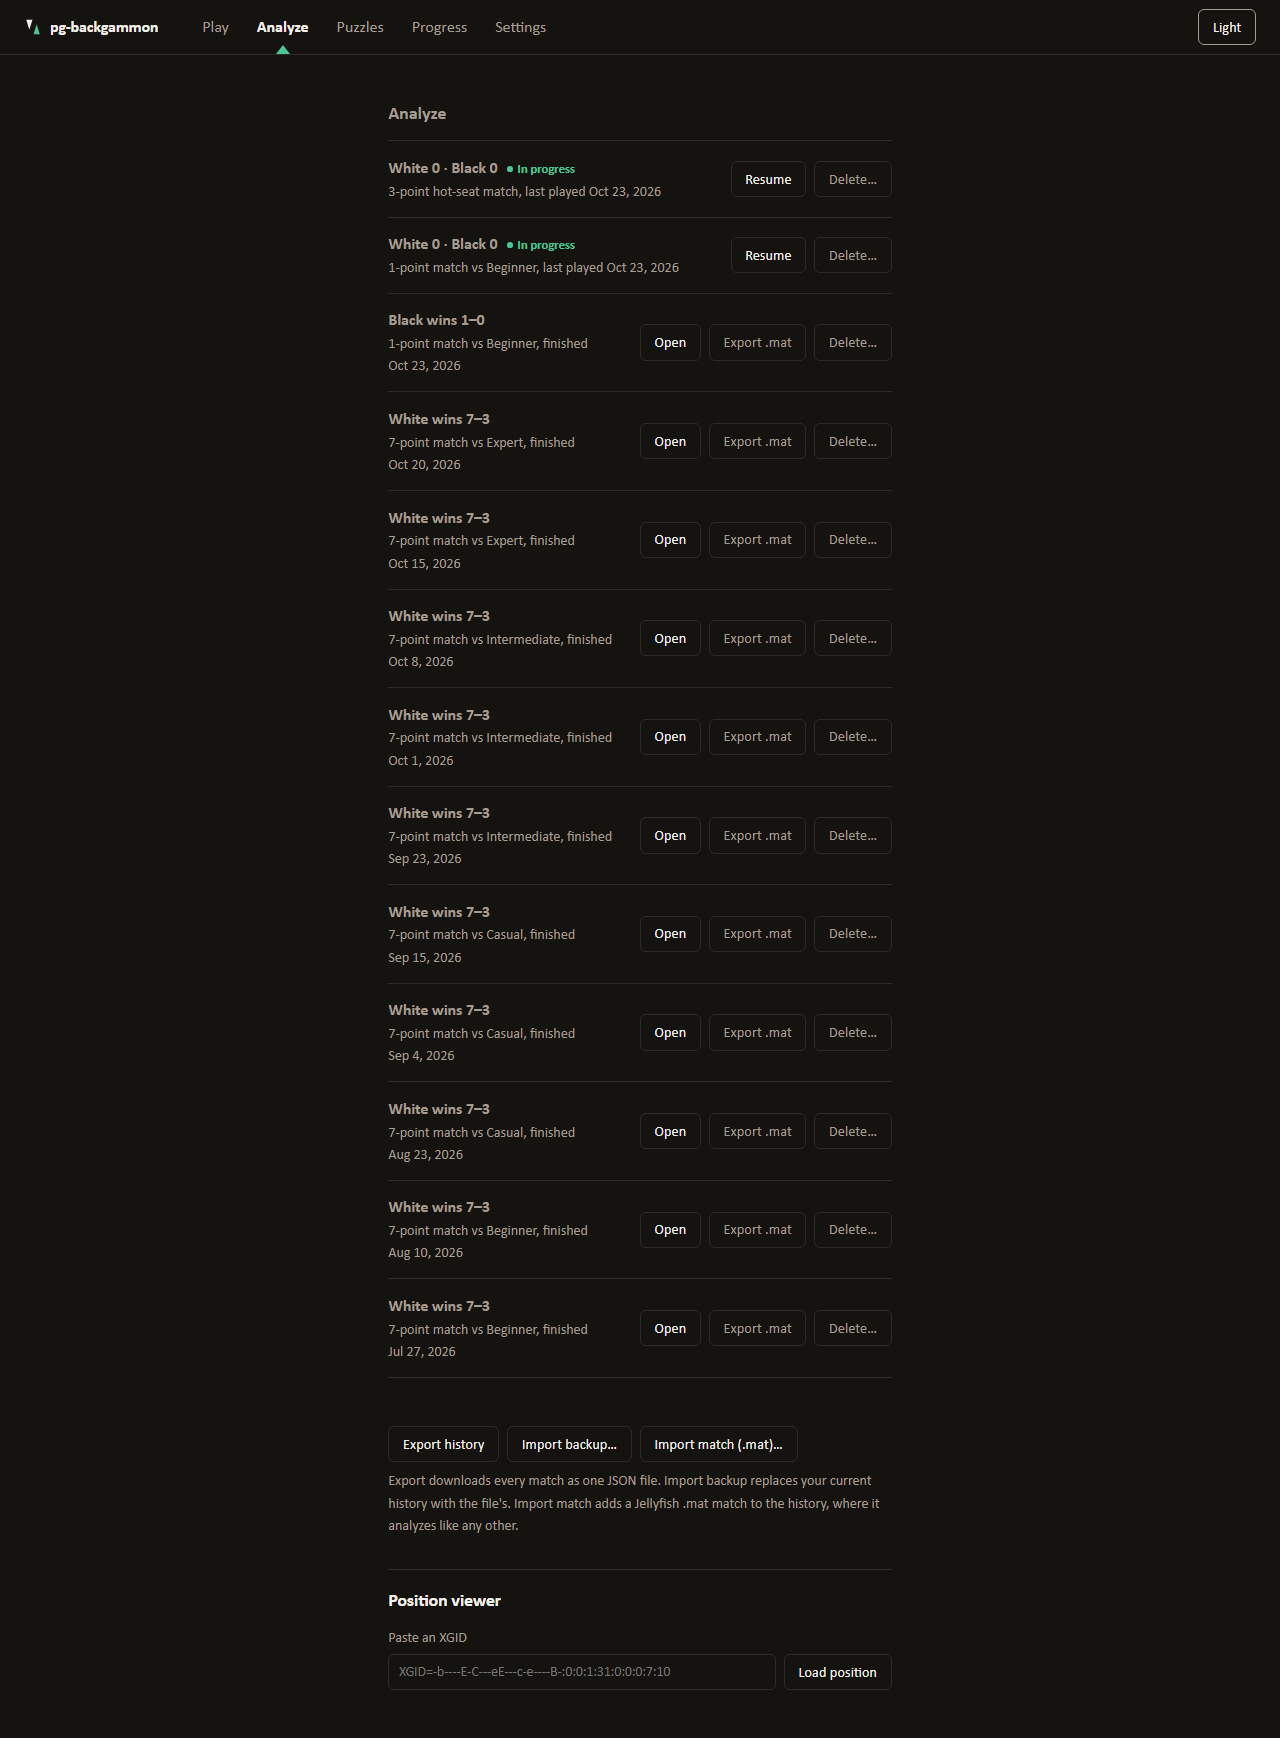 pg-backgammon Play Analyze Puzzles Progress Settings Light
Analyze
White 0 · Black 0 In progress
3-point hot-seat match, last played Oct 23, 2026
Resume Delete...
White 0 · Black 0 In progress
1-point match vs Beginner, last played Oct 23, 2026
Resume Delete...
Black wins 1–0
1-point match vs Beginner, finished
Oct 23, 2026
Open Export .mat Delete...
White wins 7–3
7-point match vs Expert, finished
Oct 20, 2026
Open Export .mat Delete...
White wins 7–3
7-point match vs Expert, finished
Oct 15, 2026
Open Export .mat Delete...
White wins 7–3
7-point match vs Intermediate, finished
Oct 8, 2026
Open Export .mat Delete...
White wins 7–3
7-point match vs Intermediate, finished
Oct 1, 2026
Open Export .mat Delete...
White wins 7–3
7-point match vs Intermediate, finished
Sep 23, 2026
Open Export .mat Delete...
White wins 7–3
7-point match vs Casual, finished
Sep 15, 2026
Open Export .mat Delete...
White wins 7–3
7-point match vs Casual, finished
Sep 4, 2026
Open Export .mat Delete...
White wins 7–3
7-point match vs Casual, finished
Aug 23, 2026
Open Export .mat Delete...
White wins 7–3
7-point match vs Beginner, finished
Aug 10, 2026
Open Export .mat Delete...
White wins 7–3
7-point match vs Beginner, finished
Jul 27, 2026
Open Export .mat Delete...
Export history Import backup... Import match (.mat)...
Export downloads every match as one JSON file. Import backup replaces your current
history with the file's. Import match adds a Jellyfish .mat match to the history, where it
analyzes like any other.
Position viewer
Paste an XGID
XGID=-b----E-C---eE---c-e----B-:0:0:1:31:0:0:0:7:10 Load position